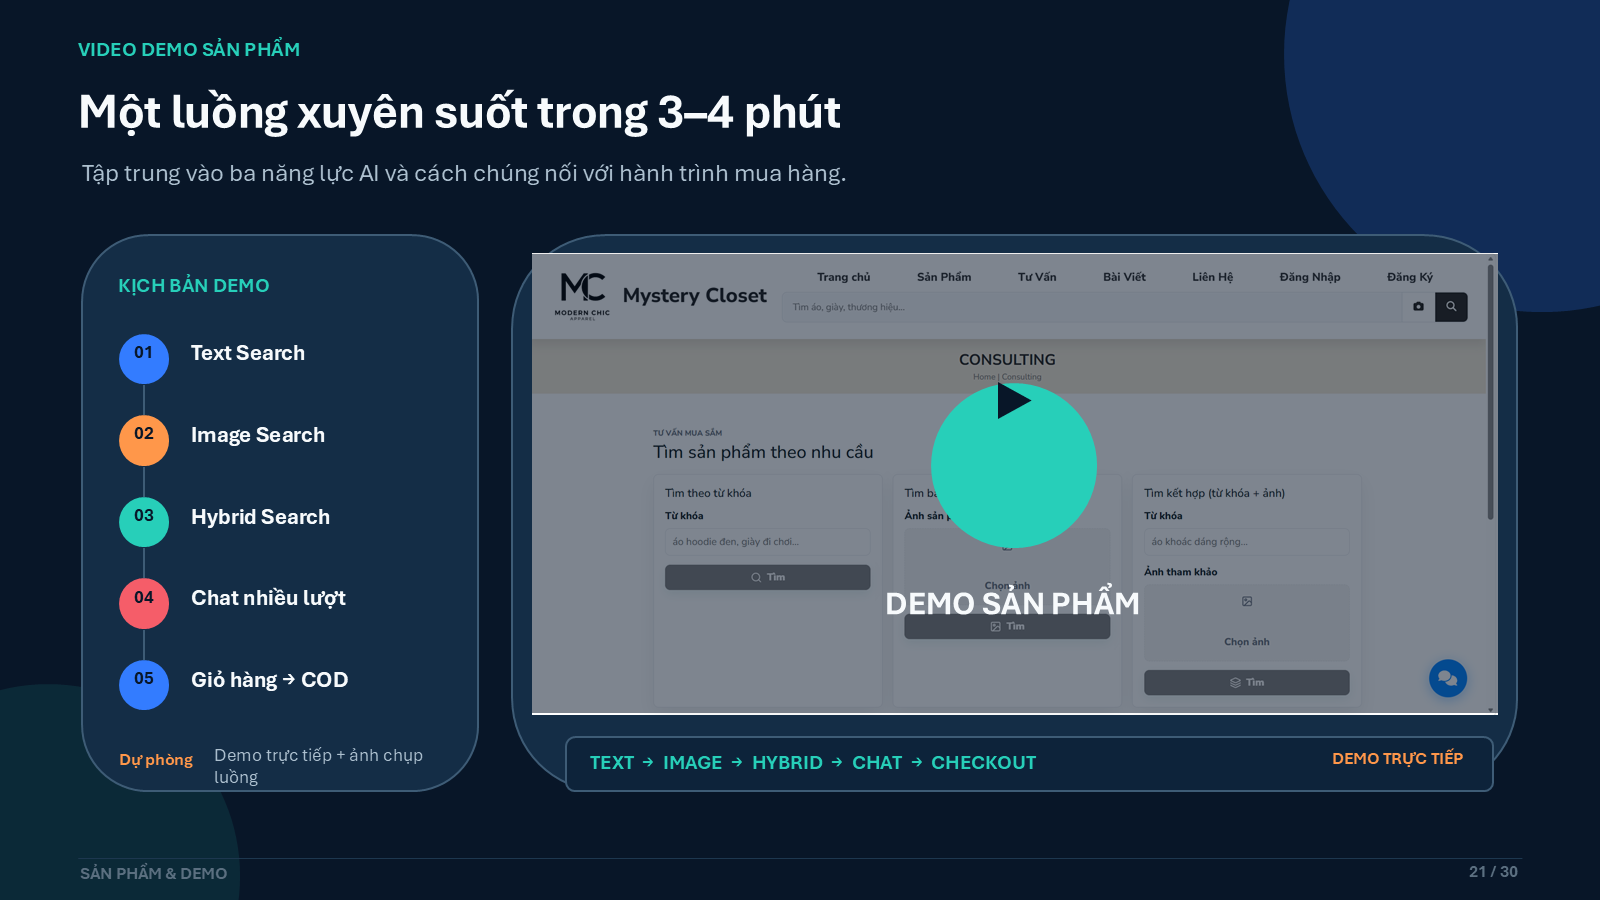 VIDEO DEMO SẢN PHẨM
Một luồng xuyên suốt trong 3–4 phút
Tập trung vào ba năng lực AI và cách chúng nối với hành trình mua hàng.
KỊCH BẢN DEMO
01 Text Search
02 Image Search
03 Hybrid Search
04 Chat nhiều lượt
05 Giỏ hàng → COD
Dự phòng Demo trực tiếp + ảnh chụp
luồng
MC
MODERN CHIC
APPAREL
Mystery Closet
Trang chủ Sản Phẩm Tư Vấn Bài Viết Liên Hệ Đăng Nhập Đăng Ký
Tìm áo, giày, thương hiệu...
CONSULTING
Home | Consulting
TƯ VẤN MUA SẮM
Tìm sản phẩm theo nhu cầu
Tìm theo từ khóa
Từ khóa
áo hoodie đen, giày đi chơi...
Tìm
Ảnh sản
Chọn ảnh
Tìm
Tìm kết hợp (từ khóa + ảnh)
Từ khóa
áo khoác dáng rộng...
Ảnh tham khảo
Chọn ảnh
Tìm
DEMO SẢN PHẨM
TEXT → IMAGE → HYBRID → CHAT → CHECKOUT
DEMO TRỰC TIẾP
SẢN PHẨM & DEMO
21 / 30